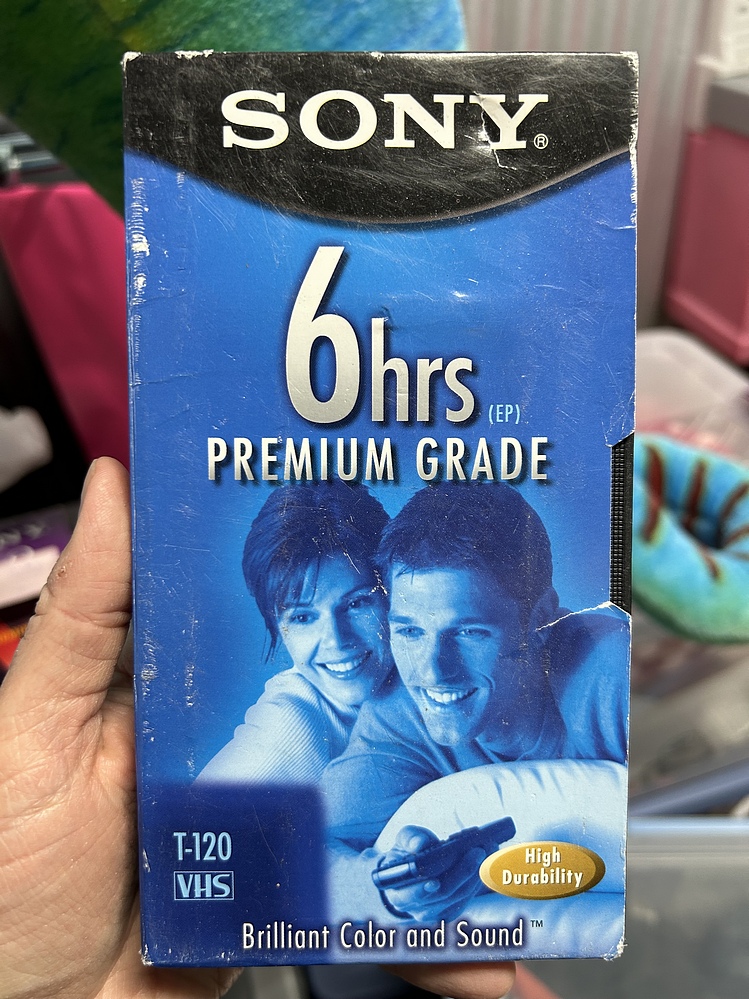 SONY®
6hrs (EP)
PREMIUM GRADE
T-120
VHS
High
Durability
Brilliant Color and Sound™